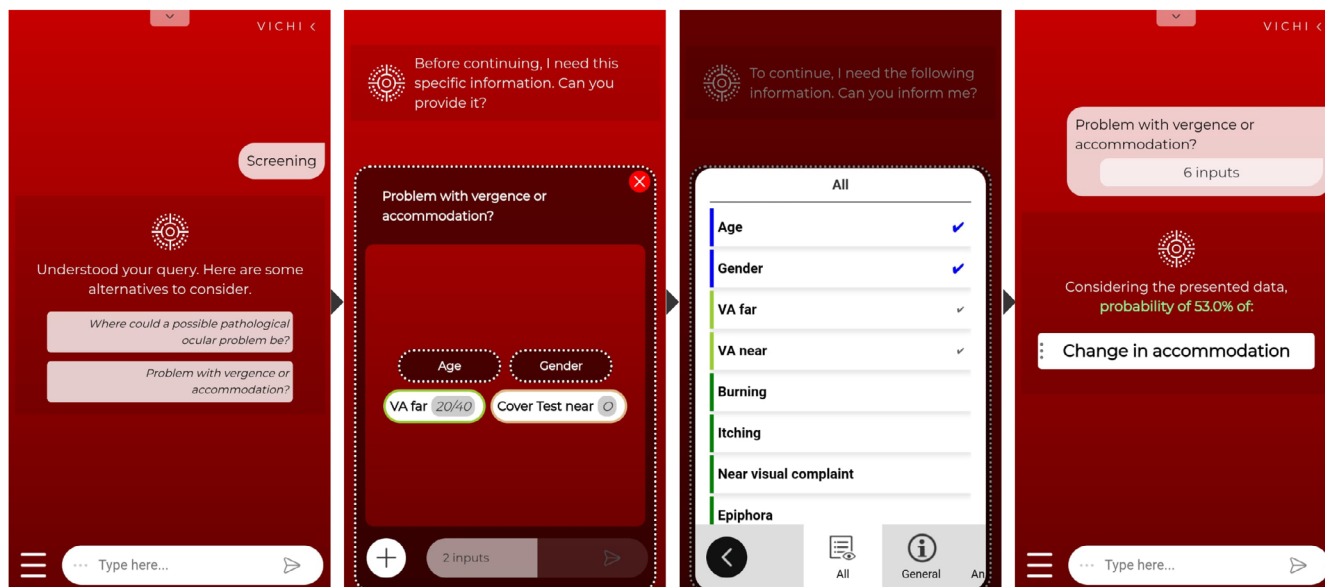 VICHI <
Screening
Understood your query. Here are some
alternatives to consider.
Where could a possible pathological
ocular problem be?
Problem with vergence or
accommodation?
Type here...
Before continuing, I need this
specific information. Can you
provide it?
Problem with vergence or
accommodation?
Age
Gender
VA far 20/40
Cover Test near O
2 inputs
To continue, I need the following
information. Can you inform me?
All
Age
Gender
VA far
VA near
Burning
Itching
Near visual complaint
Epiphora
All
General
An
VICHI <
Problem with vergence or
accommodation?
6 inputs
Considering the presented data,
probability of 53.0% of:
Change in accommodation
Type here...